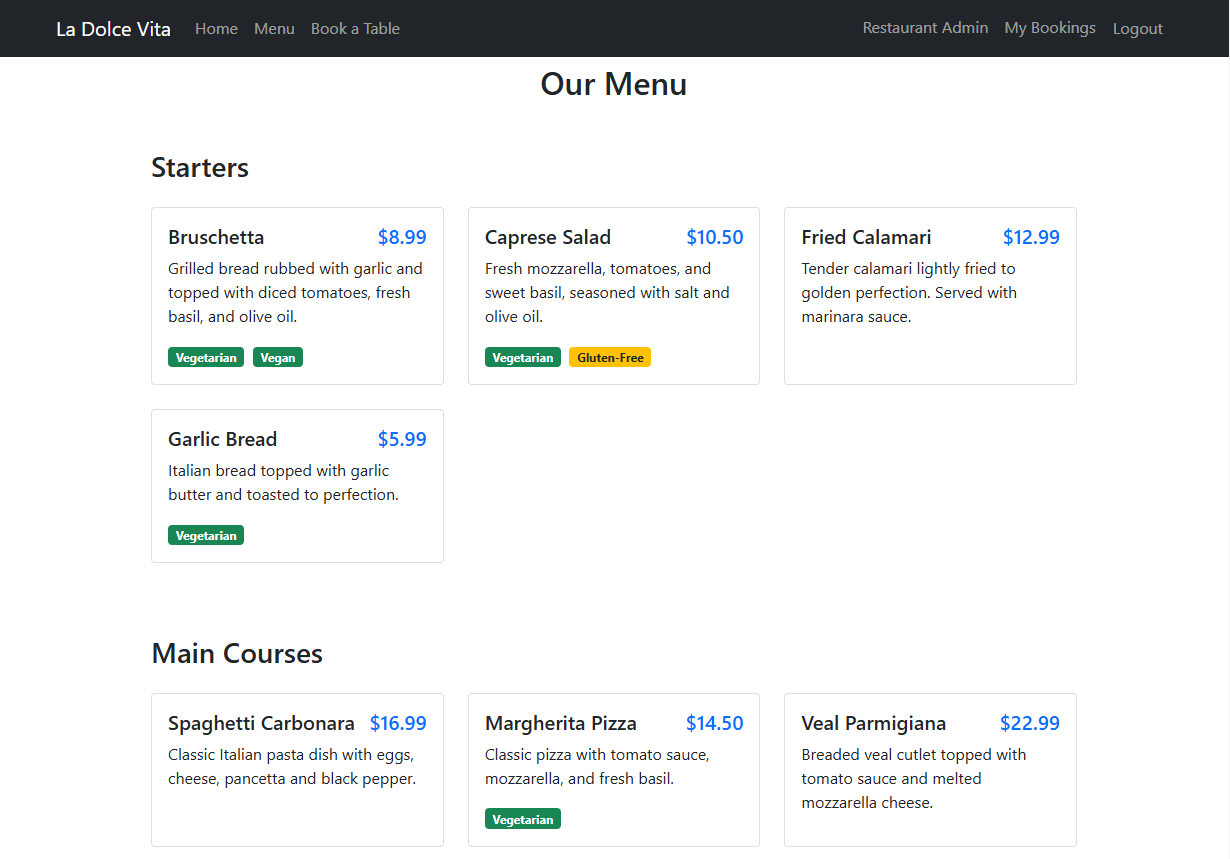 La Dolce Vita Home Menu Book a Table Restaurant Admin My Bookings Logout
Our Menu
Starters
Bruschetta $8.99
Grilled bread rubbed with garlic and
topped with diced tomatoes, fresh
basil, and olive oil.
Vegetarian Vegan
Caprese Salad $10.50
Fresh mozzarella, tomatoes, and
sweet basil, seasoned with salt and
olive oil.
Vegetarian Gluten-Free
Fried Calamari $12.99
Tender calamari lightly fried to
golden perfection. Served with
marinara sauce.
Garlic Bread $5.99
Italian bread topped with garlic
butter and toasted to perfection.
Vegetarian
Main Courses
Spaghetti Carbonara $16.99
Classic Italian pasta dish with eggs,
cheese, pancetta and black pepper.
Margherita Pizza $14.50
Classic pizza with tomato sauce,
mozzarella, and fresh basil.
Vegetarian
Veal Parmigiana $22.99
Breaded veal cutlet topped with
tomato sauce and melted
mozzarella cheese.